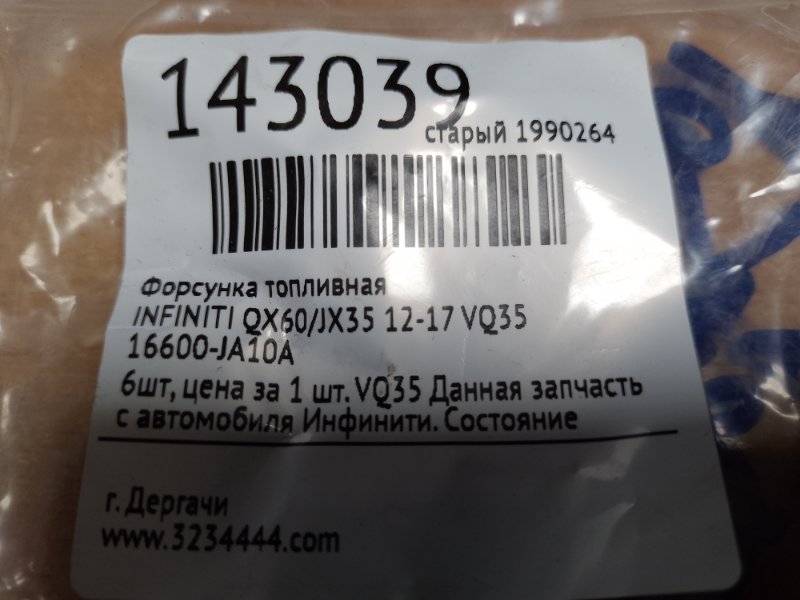 143039
старый 1990264
Форсунка топливная
INFINITI QX60/JX35 12-17 VQ35
16600-JA10A
6шт, цена за 1 шт. VQ35 Данная запчасть
с автомобиля Инфинити. Состояние
г. Дергачи
www.3234444.com